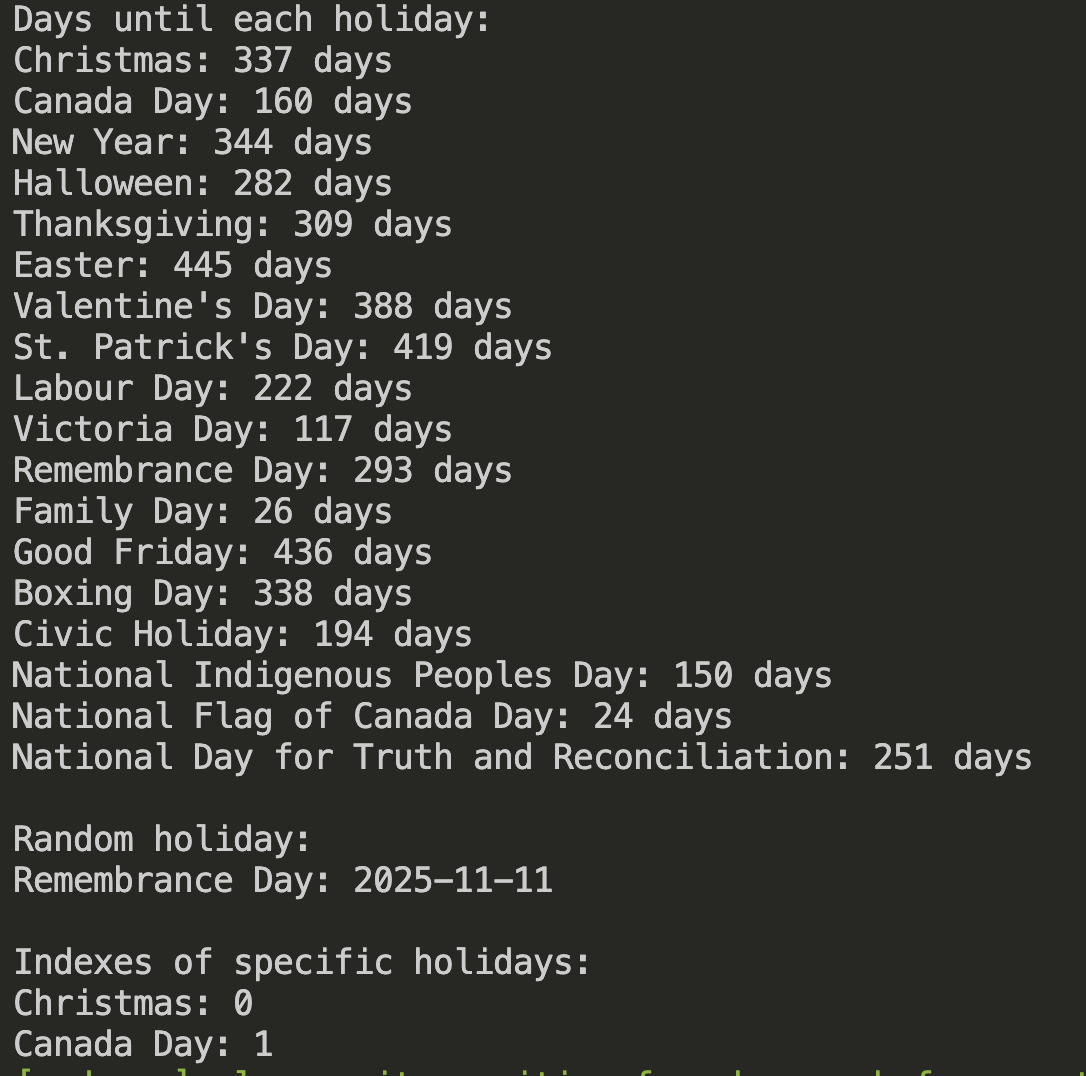 Days until each holiday:
Christmas: 337 days
Canada Day: 160 days
New Year: 344 days
Halloween: 282 days
Thanksgiving: 309 days
Easter: 445 days
Valentine's Day: 388 days
St. Patrick's Day: 419 days
Labour Day: 222 days
Victoria Day: 117 days
Remembrance Day: 293 days
Family Day: 26 days
Good Friday: 436 days
Boxing Day: 338 days
Civic Holiday: 194 days
National Indigenous Peoples Day: 150 days
National Flag of Canada Day: 24 days
National Day for Truth and Reconciliation: 251 days
Random holiday:
Remembrance Day: 2025-11-11
Indexes of specific holidays:
Christmas: 0
Canada Day: 1